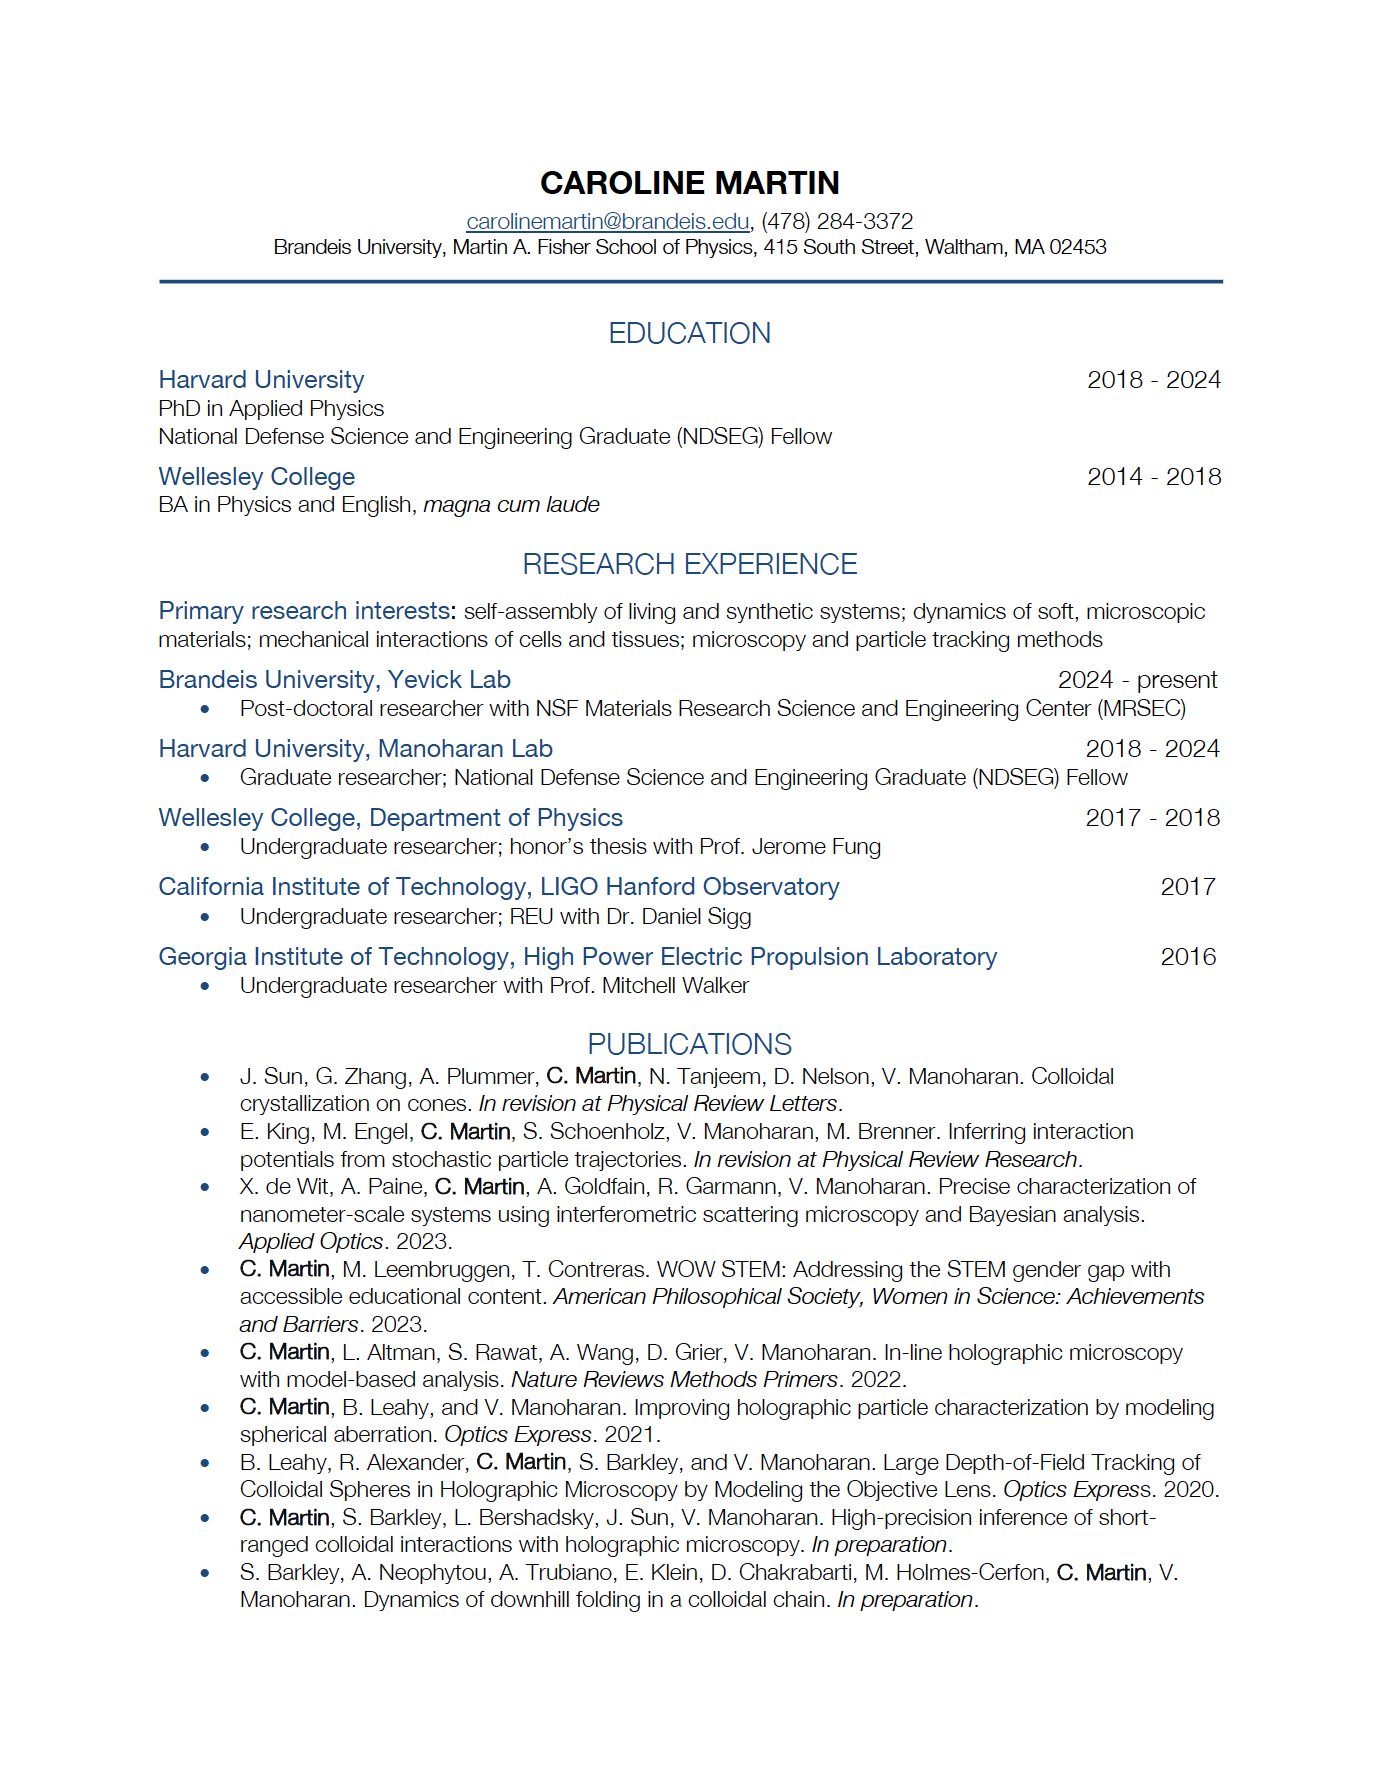 CAROLINE MARTIN
carolinemartin@brandeis.edu, (478) 284-3372
Brandeis University, Martin A. Fisher School of Physics, 415 South Street, Waltham, MA 02453
EDUCATION
Harvard University 2018 - 2024
PhD in Applied Physics
National Defense Science and Engineering Graduate (NDSEG) Fellow
Wellesley College 2014 - 2018
BA in Physics and English, magna cum laude
RESEARCH EXPERIENCE
Primary research interests: self-assembly of living and synthetic systems; dynamics of soft, microscopic
materials; mechanical interactions of cells and tissues; microscopy and particle tracking methods
Brandeis University, Yevick Lab 2024 - present
• Post-doctoral researcher with NSF Materials Research Science and Engineering Center (MRSEC)
Harvard University, Manoharan Lab 2018 - 2024
• Graduate researcher; National Defense Science and Engineering Graduate (NDSEG) Fellow
Wellesley College, Department of Physics 2017 - 2018
• Undergraduate researcher; honor’s thesis with Prof. Jerome Fung
California Institute of Technology, LIGO Hanford Observatory 2017
• Undergraduate researcher; REU with Dr. Daniel Sigg
Georgia Institute of Technology, High Power Electric Propulsion Laboratory 2016
• Undergraduate researcher with Prof. Mitchell Walker
PUBLICATIONS
• J. Sun, G. Zhang, A. Plummer, C. Martin, N. Tanjeem, D. Nelson, V. Manoharan. Colloidal
crystallization on cones. In revision at Physical Review Letters.
• E. King, M. Engel, C. Martin, S. Schoenholz, V. Manoharan, M. Brenner. Inferring interaction
potentials from stochastic particle trajectories. In revision at Physical Review Research.
• X. de Wit, A. Paine, C. Martin, A. Goldfain, R. Garmann, V. Manoharan. Precise characterization of
nanometer-scale systems using interferometric scattering microscopy and Bayesian analysis.
Applied Optics. 2023.
• C. Martin, M. Leembruggen, T. Contreras. WOW STEM: Addressing the STEM gender gap with
accessible educational content. American Philosophical Society, Women in Science: Achievements
and Barriers. 2023.
• C. Martin, L. Altman, S. Rawat, A. Wang, D. Grier, V. Manoharan. In-line holographic microscopy
with model-based analysis. Nature Reviews Methods Primers. 2022.
• C. Martin, B. Leahy, and V. Manoharan. Improving holographic particle characterization by modeling
spherical aberration. Optics Express. 2021.
• B. Leahy, R. Alexander, C. Martin, S. Barkley, and V. Manoharan. Large Depth-of-Field Tracking of
Colloidal Spheres in Holographic Microscopy by Modeling the Objective Lens. Optics Express. 2020.
• C. Martin, S. Barkley, L. Bershadsky, J. Sun, V. Manoharan. High-precision inference of short-
ranged colloidal interactions with holographic microscopy. In preparation.
• S. Barkley, A. Neophytou, A. Trubiano, E. Klein, D. Chakrabarti, M. Holmes-Cerfon, C. Martin, V.
Manoharan. Dynamics of downhill folding in a colloidal chain. In preparation.